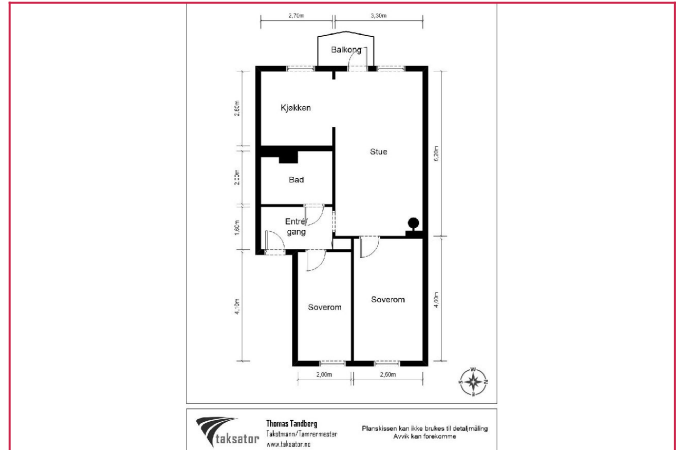 2,70m
3,30m
Balkong
Kjøkken
2,80m
Stue
6,20m
Bad
2,00m
Entre/
gang
1,60m
Soverom
Soverom
4,10m
4,60m
2,00m
2,60m
N
S
W
taksator
Thomas Tandberg
Takstmann/Tømrermester
www.taksator.no
Planskissen kan ikke brukes til detaljmåling
Avvik kan forekomme